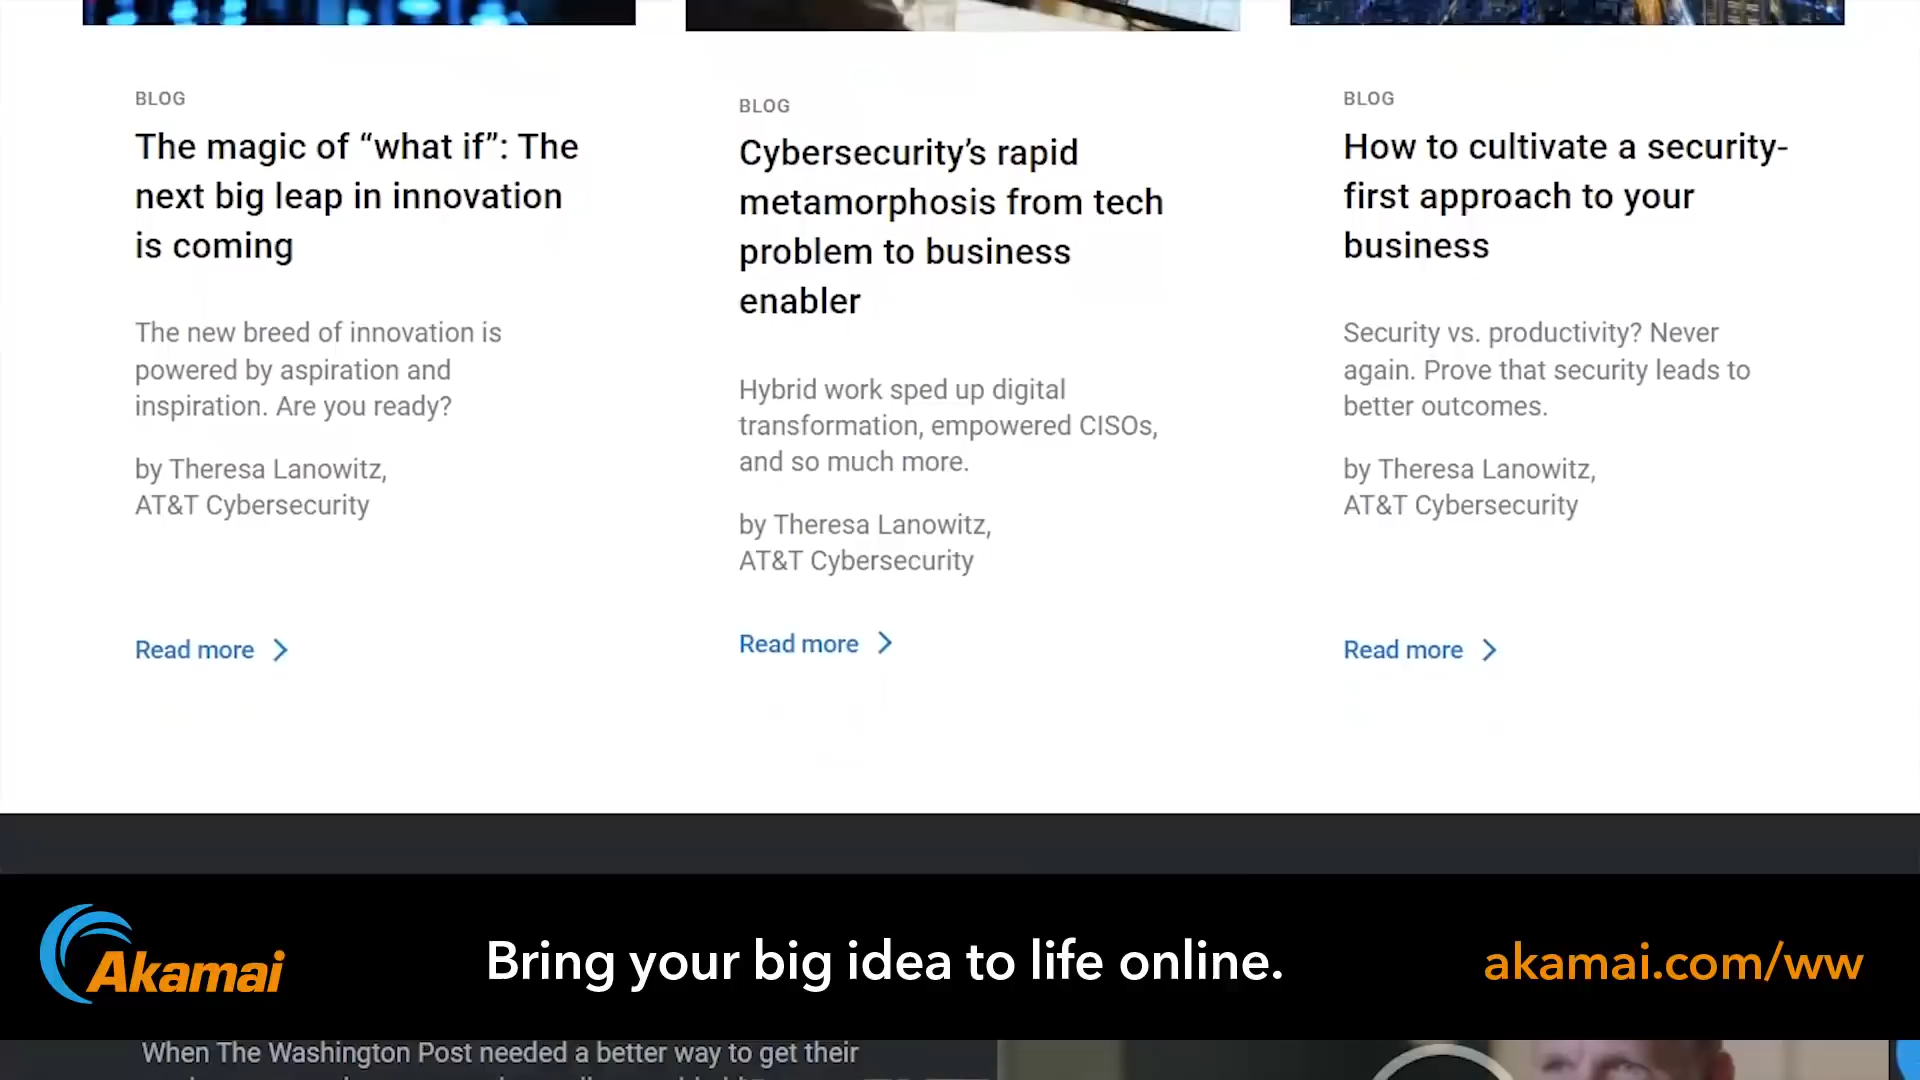 BLOG
The magic of “what if”: The
next big leap in innovation
is coming
The new breed of innovation is
powered by aspiration and
inspiration. Are you ready?
by Theresa Lanowitz,
AT&T Cybersecurity
Read more
BLOG
Cybersecurity’s rapid
metamorphosis from tech
problem to business
enabler
Hybrid work sped up digital
transformation, empowered CISOs,
and so much more.
by Theresa Lanowitz,
AT&T Cybersecurity
Read more
BLOG
How to cultivate a security-
first approach to your
business
Security vs. productivity? Never
again. Prove that security leads to
better outcomes.
by Theresa Lanowitz,
AT&T Cybersecurity
Read more
Akamai
Bring your big idea to life online.
akamai.com/ww
When The Washington Post needed a better way to get their